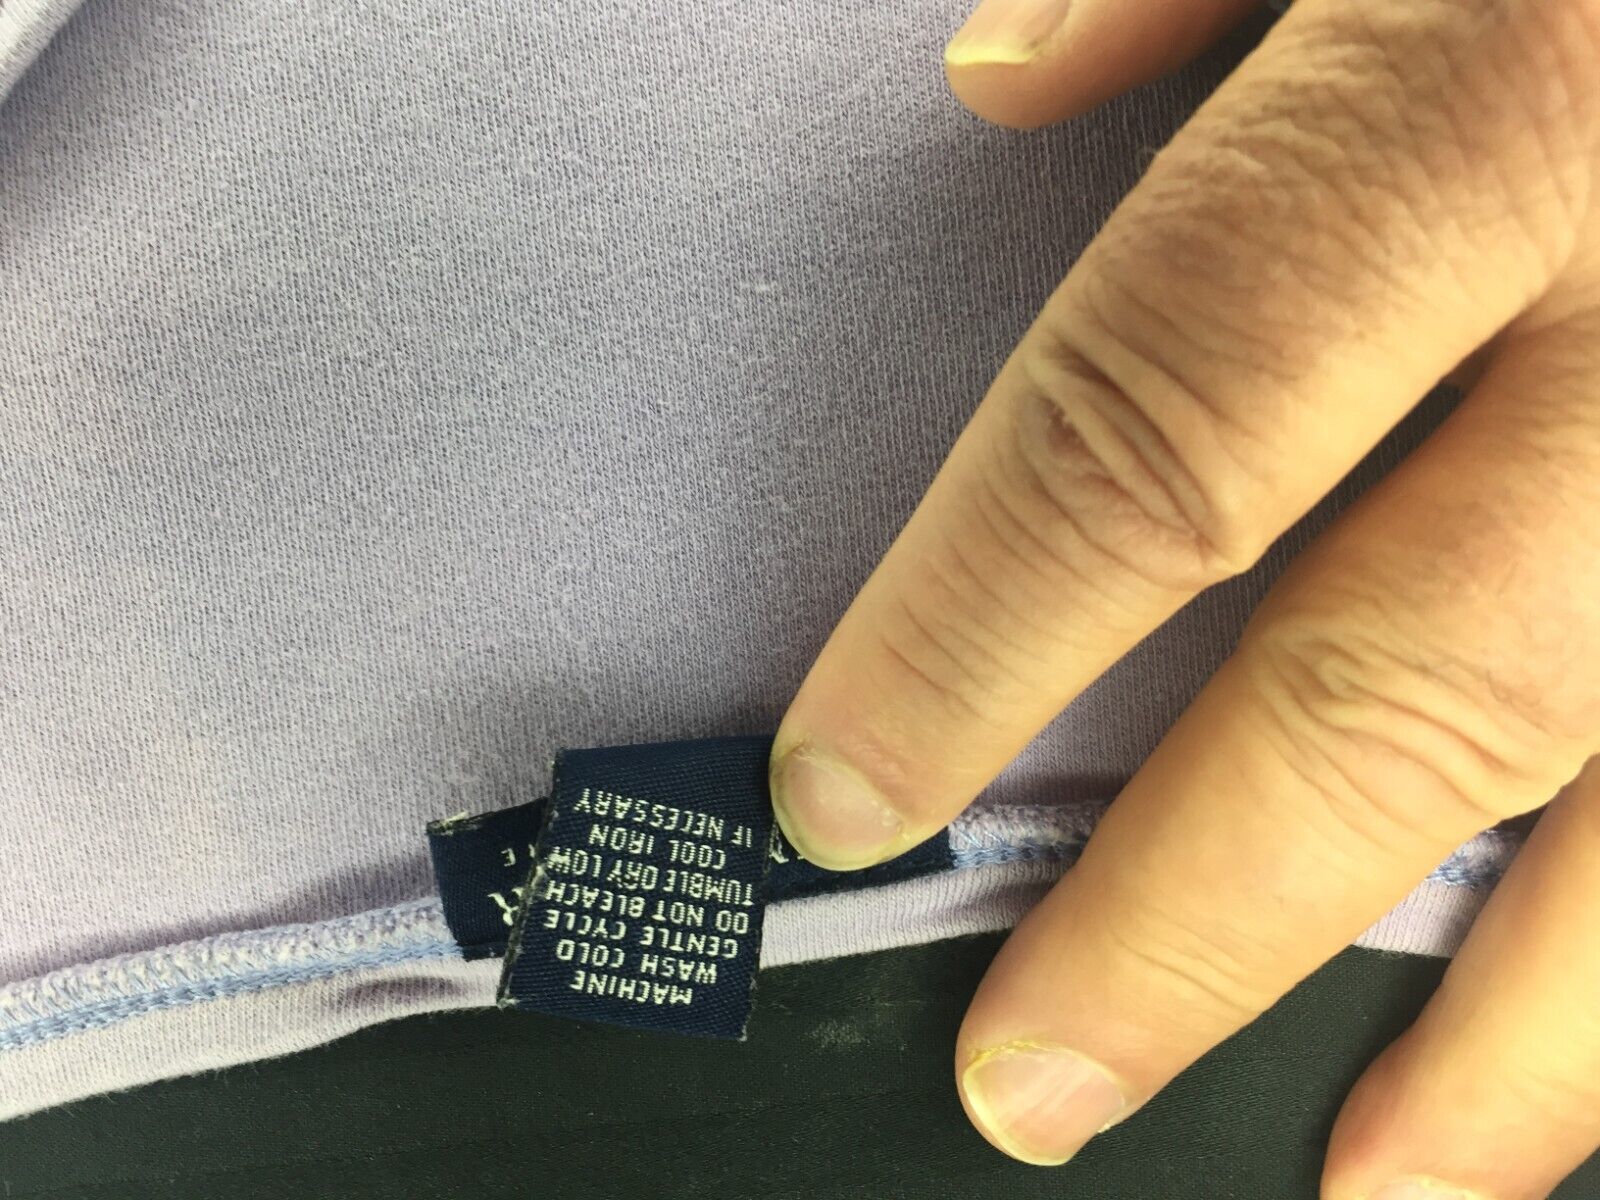 MACHINE
WASH COLD
GENTLE CYCLE
DO NOT BLEACH
TUMBLE DRY LOW
COOL IRON
IF NECESSARY